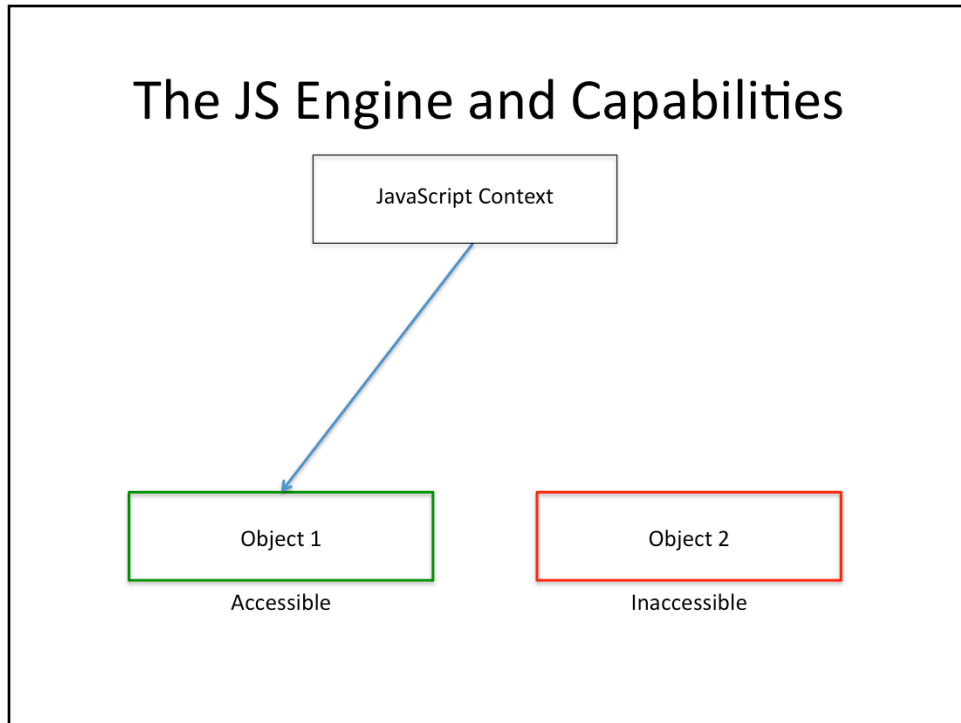 The JS Engine and Capabilities
JavaScript Context
Object 1
Object 2
Accessible
Inaccessible